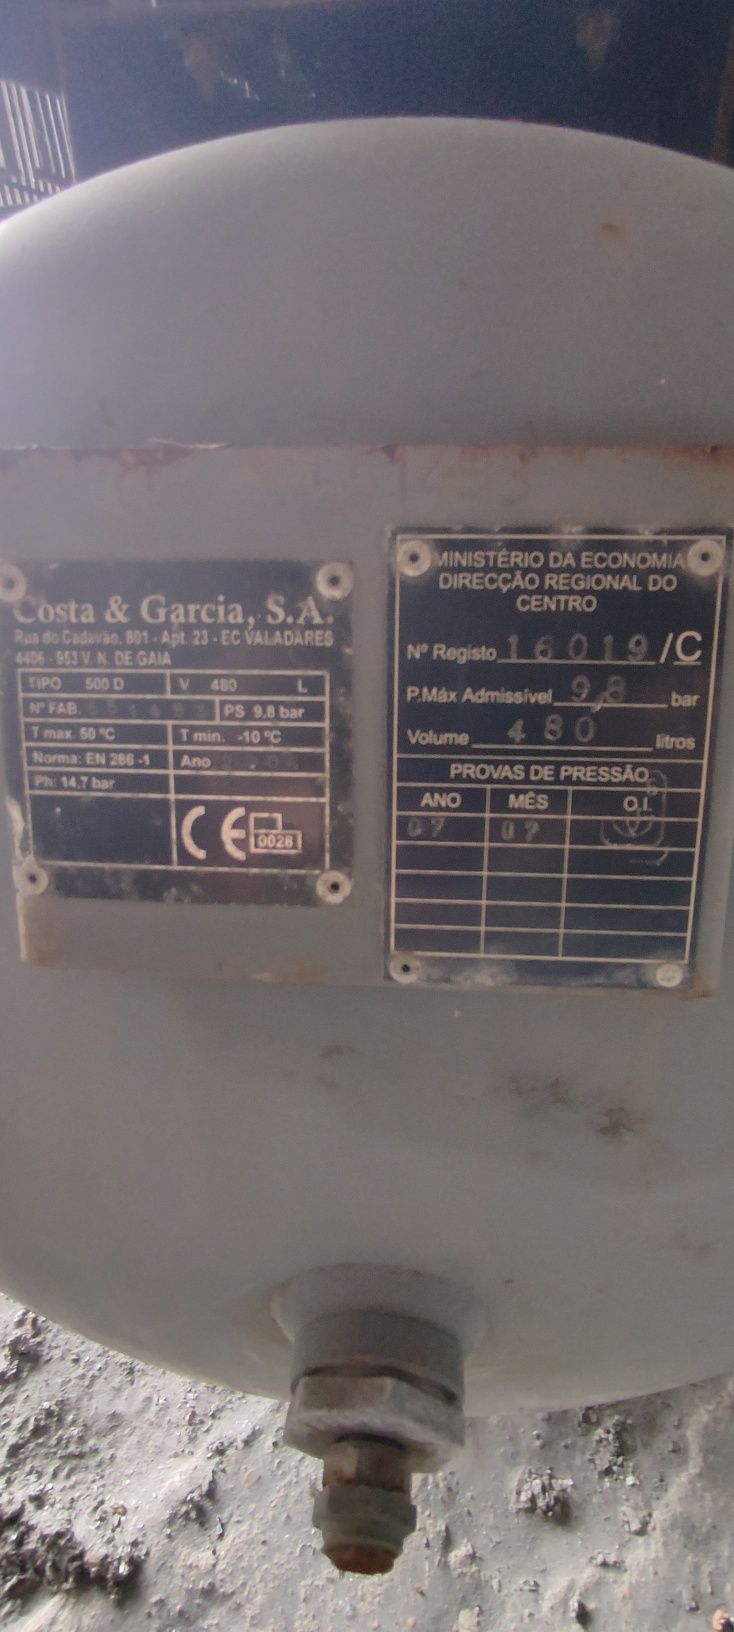 Costa & Garcia, S.A.
Rua do Cadavão, 801 - Apt. 23 - EC VALADARES
4406 - 953 V. N. DE GAIA
TIPO 500 D V 480 L
Nº FAB. PS 9,8 bar
T max. 50 ºC T min. -10 ºC
Norma: EN 286 -1 Ano
Ph: 14,7 bar
CE 0028
MINISTÉRIO DA ECONOMIA
DIRECÇÃO REGIONAL DO
CENTRO
Nº Registo 16019/C
P.Máx Admissível 9,8 bar
Volume 480 litros
PROVAS DE PRESSÃO
ANO MÊS O.I.
07 07